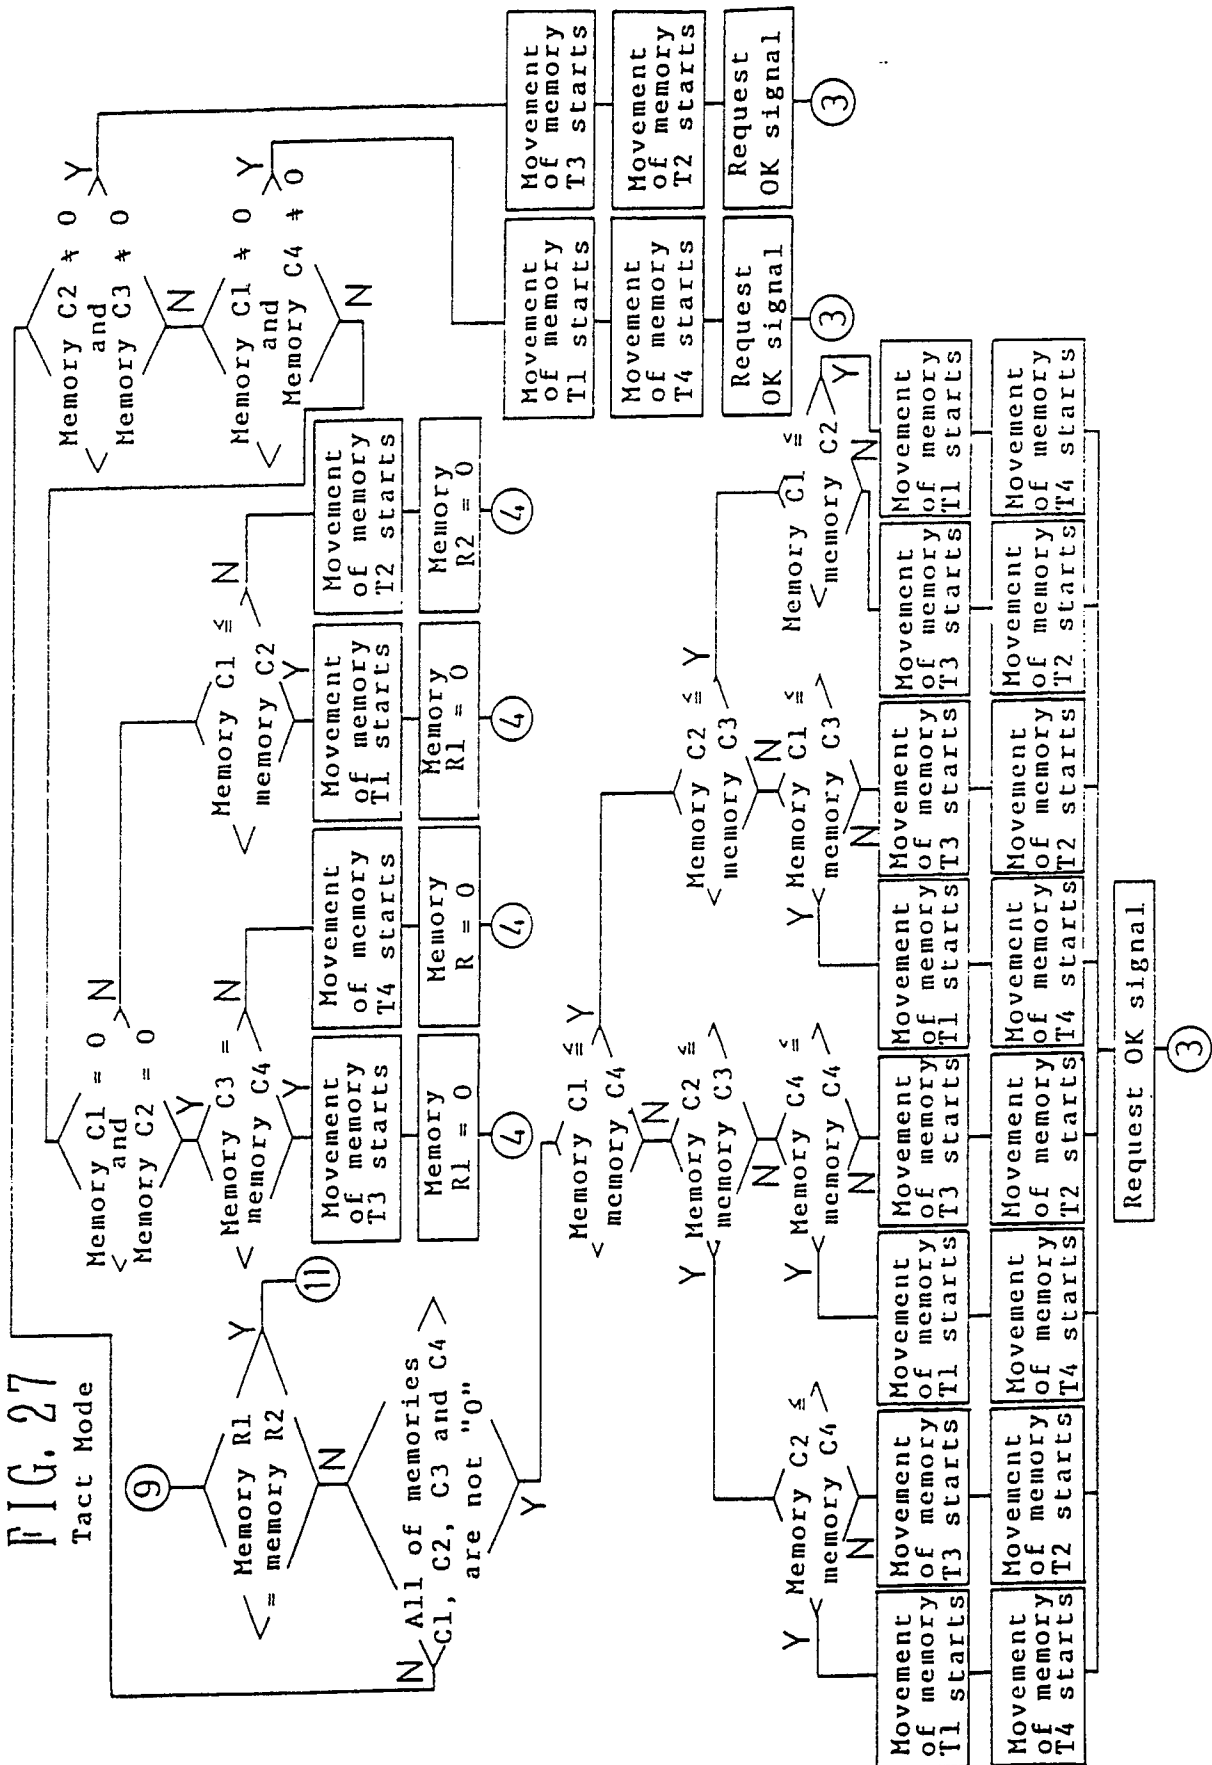 FIG. 27
Tact Mode
9
Memory R1
= memory R2
Y
11
N
All of memories
C1, C2, C3 and C4
are not "0"
N
Y
Memory C2 ≠ 0
and
Memory C3 ≠ 0
Y
N
Memory C1 ≠ 0
and
Memory C4 ≠ 0
Y
N
Movement
of memory
T3 starts
Movement
of memory
T2 starts
Request
OK signal
3
Movement
of memory
T1 starts
Movement
of memory
T4 starts
Request
OK signal
3
Memory C1 = 0
and
Memory C2 = 0
N
Y
Memory C3 =
memory C4
N
Y
Movement
of memory
T3 starts
Memory
R1 = 0
4
Movement
of memory
T4 starts
Memory
R = 0
4
Memory C1 ≤
memory C2
N
Y
Movement
of memory
T1 starts
Memory
R1 = 0
4
Movement
of memory
T2 starts
Memory
R2 = 0
4
Memory C1 ≤
memory C4
Y
N
Memory C2 ≤
memory C3
Y
N
Memory C4 ≤
memory C4
Y
N
Memory C2 ≤
memory C4
Y
N
Memory C2 ≤
memory C3
Y
N
Memory C1 ≤
memory C3
Y
N
Memory C1 ≤
memory C2
Y
N
Movement
of memory
T1 starts
Movement
of memory
T4 starts
Movement
of memory
T3 starts
Movement
of memory
T2 starts
Movement
of memory
T1 starts
Movement
of memory
T4 starts
Movement
of memory
T3 starts
Movement
of memory
T2 starts
Movement
of memory
T1 starts
Movement
of memory
T4 starts
Movement
of memory
T3 starts
Movement
of memory
T2 starts
Movement
of memory
T3 starts
Movement
of memory
T2 starts
Movement
of memory
T1 starts
Movement
of memory
T4 starts
Request OK signal
3